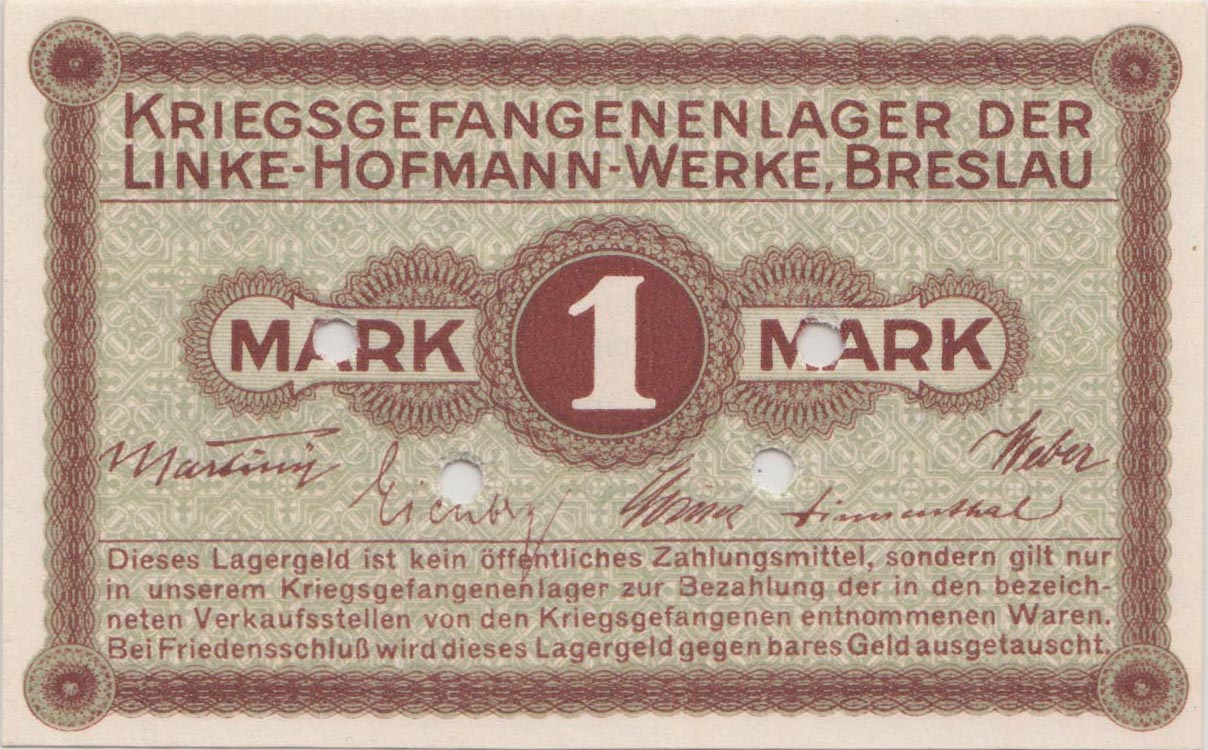 KRIEGSGEFANGENENLAGER DER
LINKE-HOFMANN-WERKE, BRESLAU
MARK 1 MARK
Weber
Dieses Lagergeld ist kein öffentliches Zahlungsmittel, sondern gilt nur
in unserem Kriegsgefangenenlager zur Bezahlung der in den bezeich-
neten Verkaufsstellen von den Kriegsgefangenen entnommenen Waren.
Bei Friedensschluß wird dieses Lagergeld gegen bares Geld ausgetauscht.